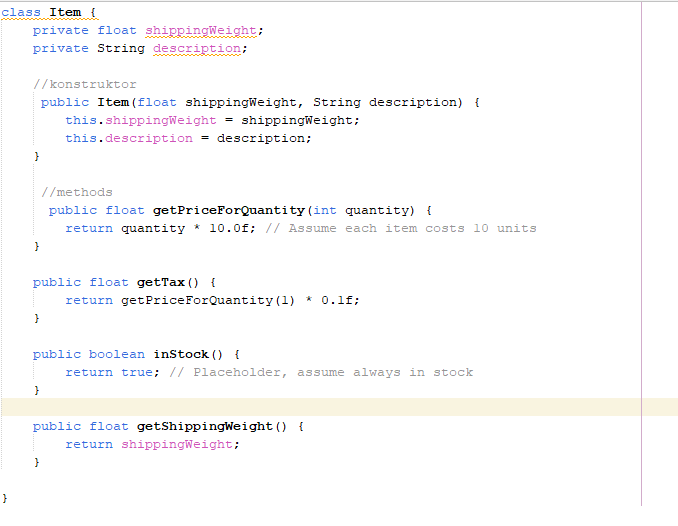 class Item {
    private float shippingWeight;
    private String description;

    //konstruktor
     public Item(float shippingWeight, String description) {
        this.shippingWeight = shippingWeight;
        this.description = description;
    }

     //methods
      public float getPriceForQuantity(int quantity) {
        return quantity * 10.0f; // Assume each item costs 10 units
    }

    public float getTax() {
        return getPriceForQuantity(1) * 0.1f;
    }

    public boolean inStock() {
        return true; // Placeholder, assume always in stock
    }

    public float getShippingWeight() {
        return shippingWeight;
    }

}